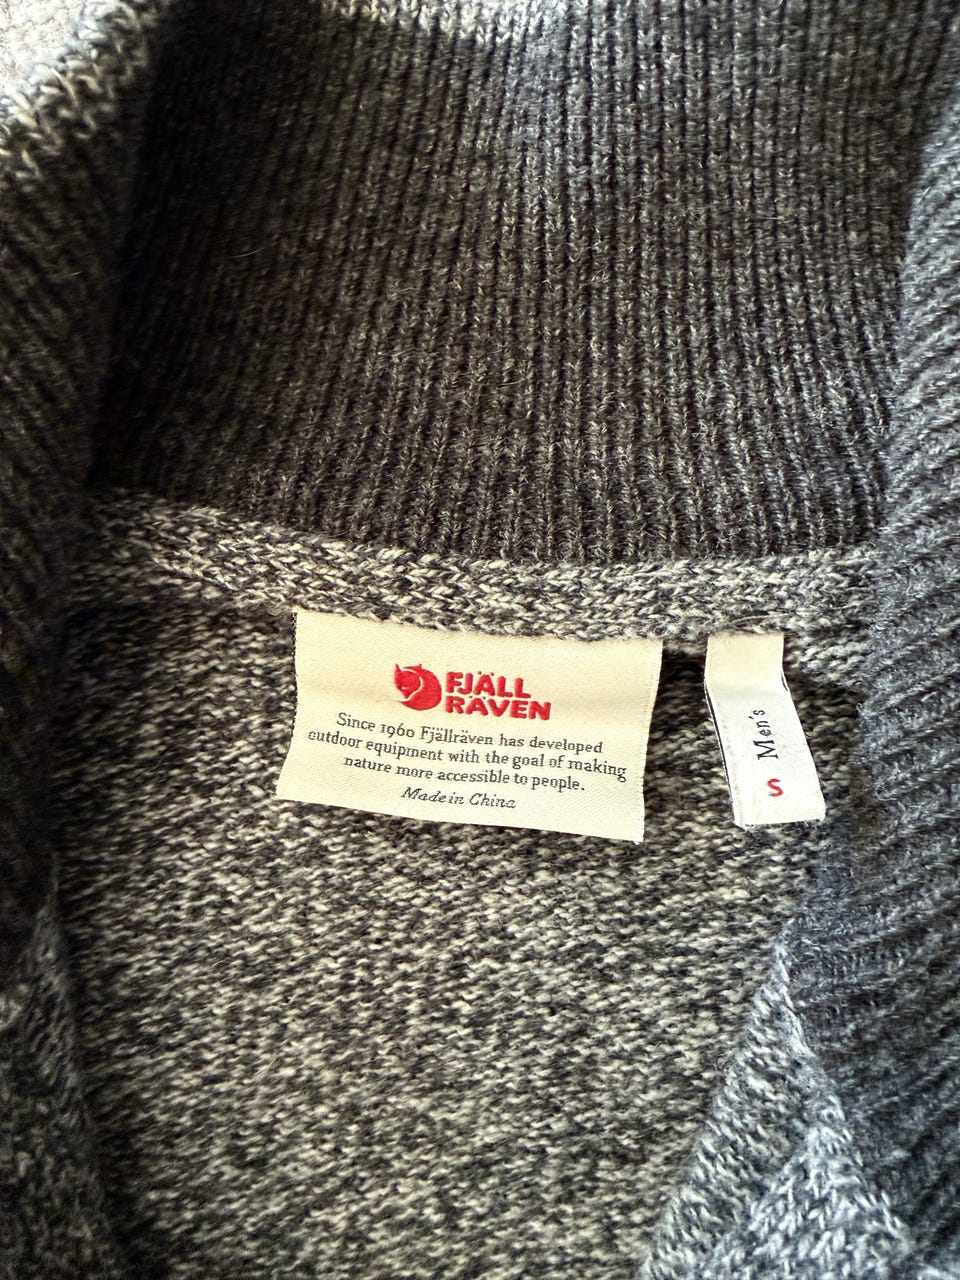 FJÄLL
RÄVEN
Since 1960 Fjällräven has developed
outdoor equipment with the goal of making
nature more accessible to people.
Made in China
Men's
S